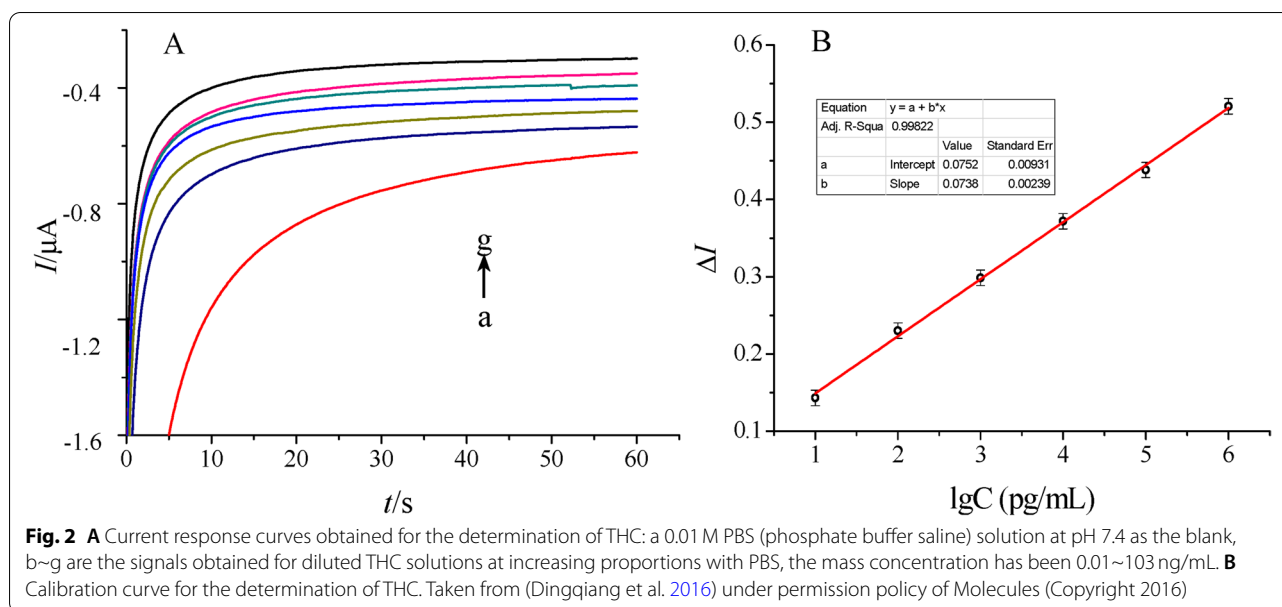 A
-0.4
-0.8
-1.2
-1.6
I/μA
g
a
0 10 20 30 40 50 60
t/s
B
0.6
0.5
0.4
0.3
0.2
0.1
ΔI
Equation y = a + b*x
Adj. R-Squa 0.99822
Value Standard Err
a Intercept 0.0752 0.00931
b Slope 0.0738 0.00239
1 2 3 4 5 6
lgC (pg/mL)
Fig. 2 A Current response curves obtained for the determination of THC: a 0.01 M PBS (phosphate buffer saline) solution at pH 7.4 as the blank,
b~g are the signals obtained for diluted THC solutions at increasing proportions with PBS, the mass concentration has been 0.01~103 ng/mL. B
Calibration curve for the determination of THC. Taken from (Dingqiang et al. 2016) under permission policy of Molecules (Copyright 2016)